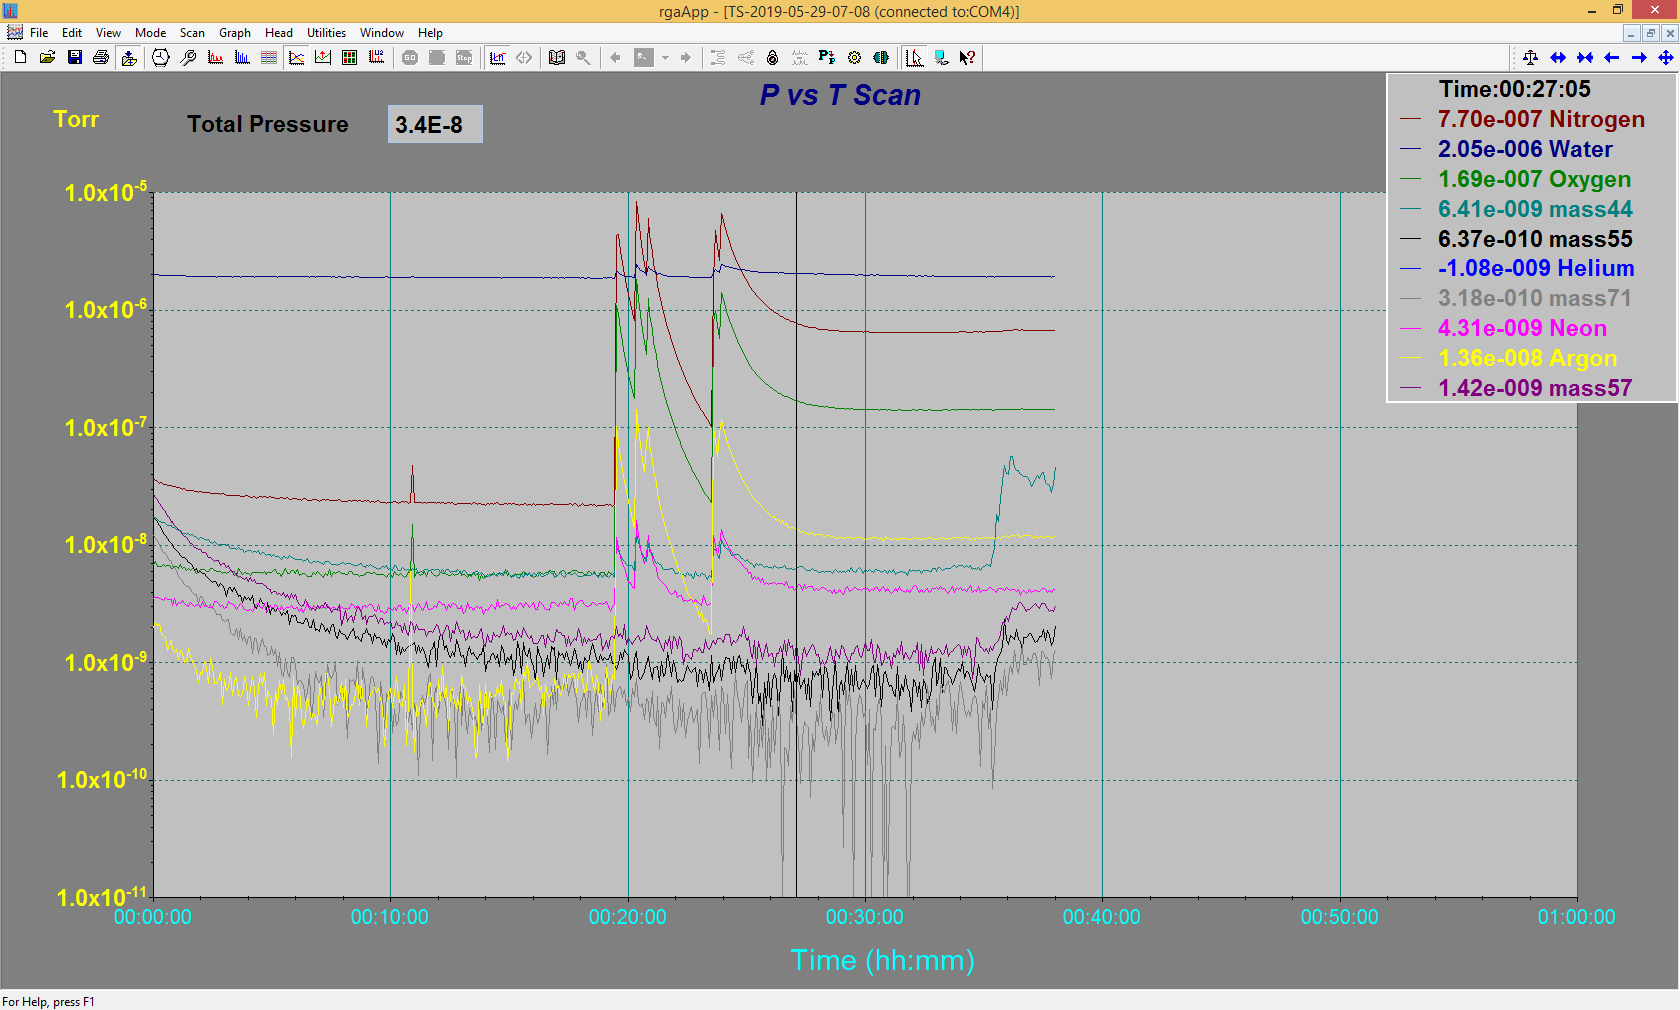 rgaApp - [TS-2019-05-29-07-08 (connected to:COM4)]
File Edit View Mode Scan Graph Head Utilities Window Help
P vs T Scan
Torr
Total Pressure 3.4E-8
Time:00:27:05
7.70e-007 Nitrogen
2.05e-006 Water
1.69e-007 Oxygen
6.41e-009 mass44
6.37e-010 mass55
-1.08e-009 Helium
3.18e-010 mass71
4.31e-009 Neon
1.36e-008 Argon
1.42e-009 mass57
1.0x10-5
1.0x10-6
1.0x10-7
1.0x10-8
1.0x10-9
1.0x10-10
1.0x10-11
00:00:00 00:10:00 00:20:00 00:30:00 00:40:00 00:50:00 01:00:00
Time (hh:mm)
For Help, press F1